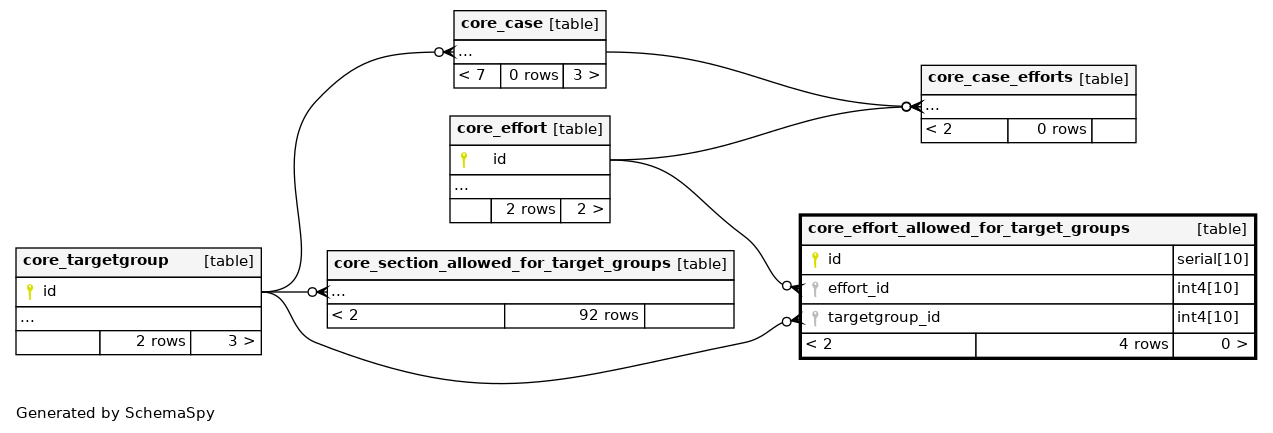 core_case [table]
...
< 7 0 rows 3 >
core_case_efforts [table]
...
< 2 0 rows
core_effort [table]
id
...
2 rows 2 >
core_effort_allowed_for_target_groups [table]
id serial[10]
effort_id int4[10]
targetgroup_id int4[10]
< 2 4 rows 0 >
core_targetgroup [table]
id
...
2 rows 3 >
core_section_allowed_for_target_groups [table]
...
< 2 92 rows
Generated by SchemaSpy